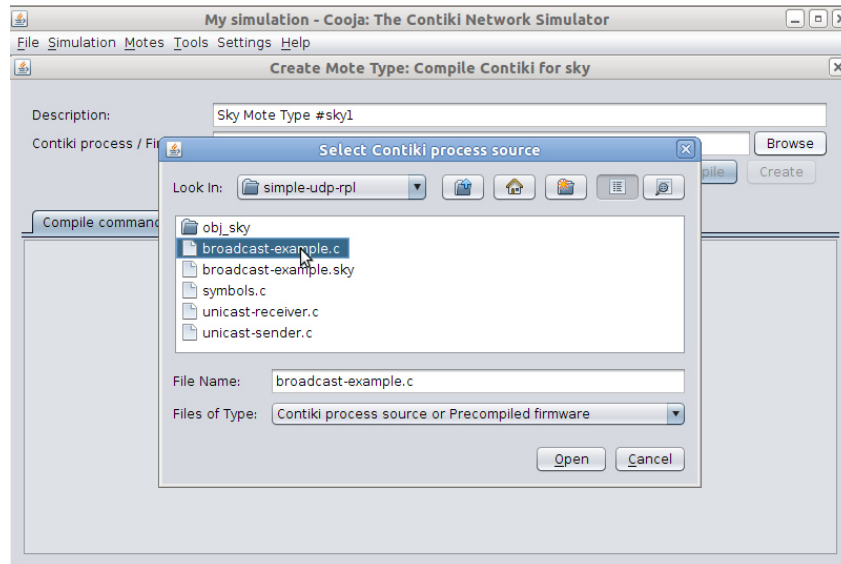 My simulation - Cooja: The Contiki Network Simulator
File Simulation Motes Tools Settings Help
Create Mote Type: Compile Contiki for sky
Description: Sky Mote Type #sky1
Contiki process / Fi Browse
Select Contiki process source
Look In: simple-udp-rpl
pile Create
Compile command
obj_sky
broadcast-example.c
broadcast-example.sky
symbols.c
unicast-receiver.c
unicast-sender.c
File Name: broadcast-example.c
Files of Type: Contiki process source or Precompiled firmware
Open Cancel